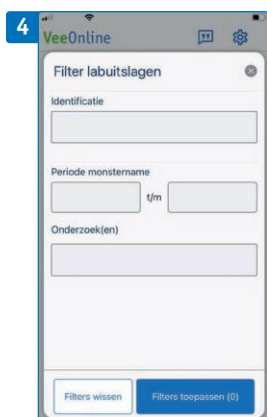 4
VeeOnline
Filter labuitslagen
Identificatie
Periode monstername
t/m
Onderzoek(en)
Filters wissen Filters toepassen (0)